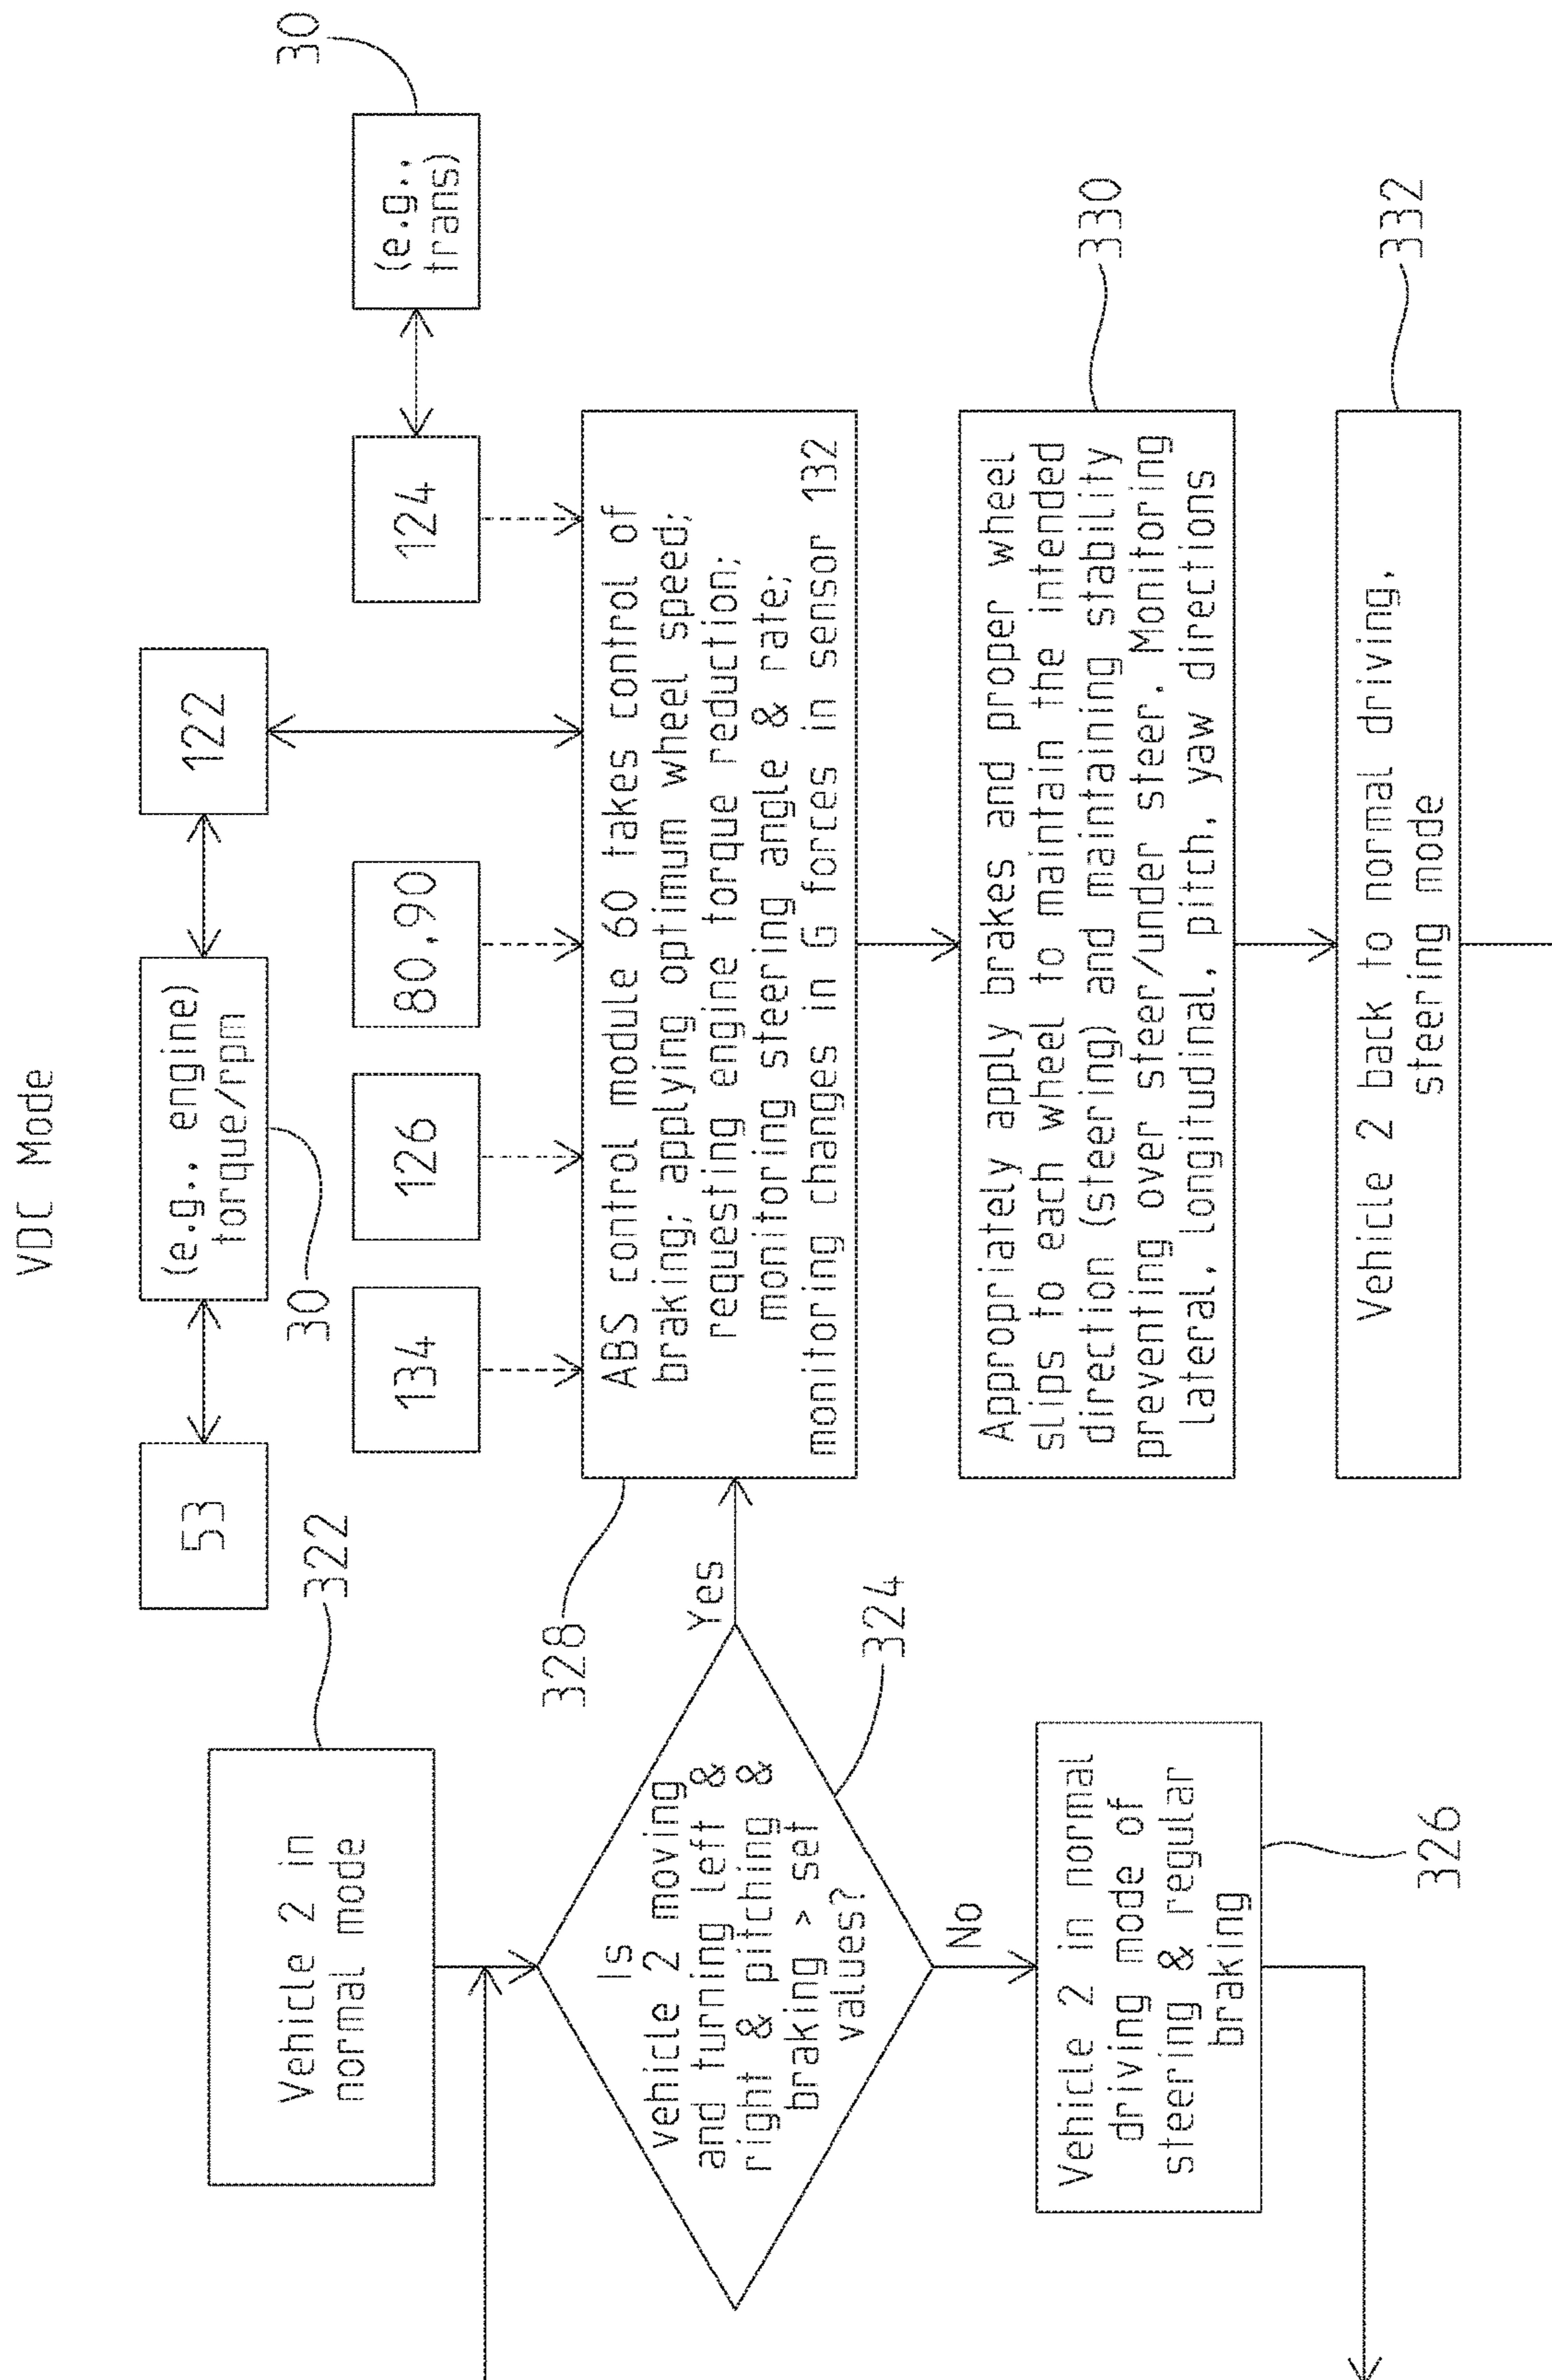 VDC Mode
53
(e.g., engine)
torque/rpm
122
30
134
126
80,90
124
(e.g.,
trans)
30
Vehicle 2 in
normal mode
322
Is
vehicle 2 moving
and turning left &
right & pitching &
braking > set
values?
324
Yes
No
Vehicle 2 in normal
driving mode of
steering & regular
braking
326
328
ABS control module 60 takes control of
braking; applying optimum wheel speed;
requesting engine torque reduction;
monitoring steering angle & rate;
monitoring changes in G forces in sensor 132
Appropriately apply brakes and proper wheel
slips to each wheel to maintain the intended
direction (steering) and maintaining stability
preventing over steer/under steer. Monitoring
lateral, longitudinal, pitch, yaw directions
330
Vehicle 2 back to normal driving,
steering mode
332